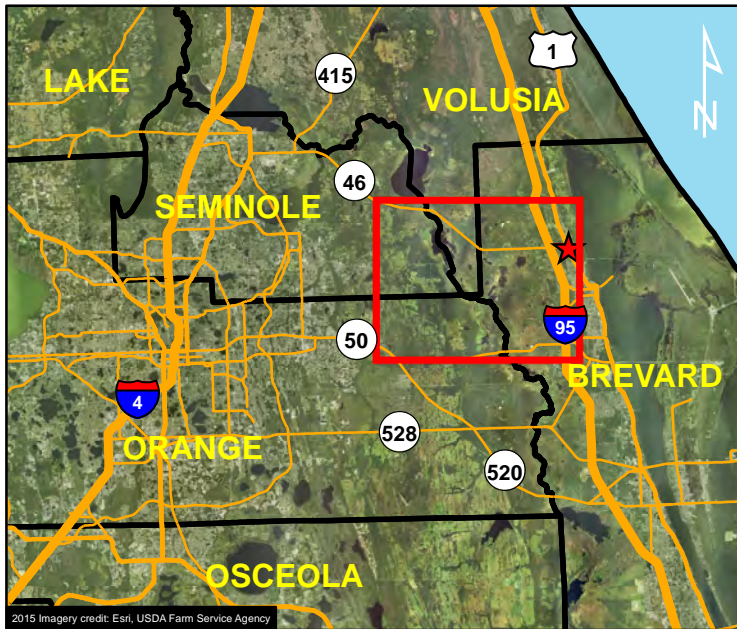 1
LAKE
415
VOLUSIA
N
46
SEMINOLE
95
50
BREVARD
4
ORANGE
528
520
OSCEOLA
2015 Imagery credit: Esri, USDA Farm Service Agency